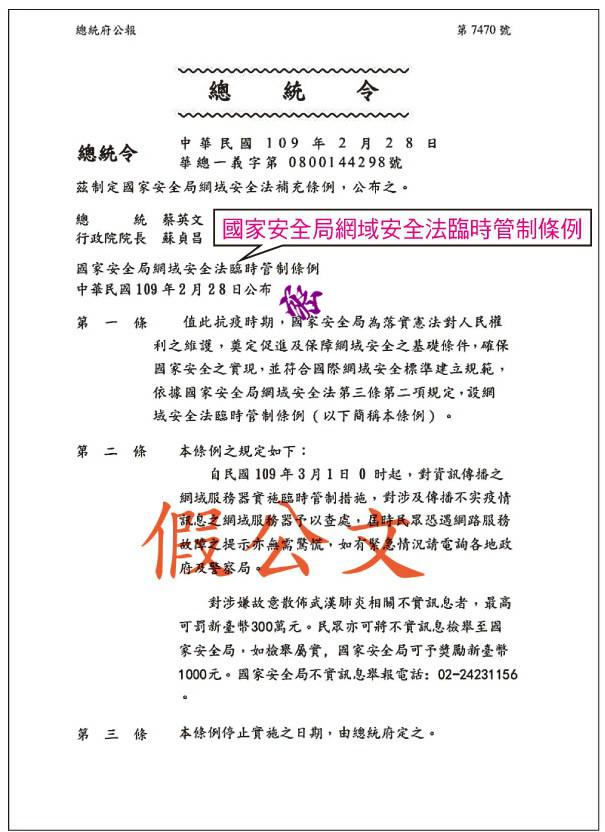 總統府公報 第 7470 號
總統令
總統令 中華民國 109 年 2 月 28 日
華總一義字第 0800144298號
茲制定國家安全局網域安全法補充條例，公布之。
總統 蔡英文
行政院院長 蘇貞昌
國家安全局網域安全法臨時管制條例
國家安全局網域安全法臨時管制條例
中華民國109年2月28日公布
密
第一條 值此抗疫時期，國家安全局為落實憲法對人民權
利之維護，奠定促進及保障網域安全之基礎條件，確保
國家安全之實現，並符合國際網域安全標準建立規範，
依據國家安全局網域安全法第三條第二項規定，設網
域安全法臨時管制條例（以下簡稱本條例）。
第二條 本條例之規定如下：
自民國109年3月1日 0 時起，對資訊傳播之
網域服務器實施臨時管制措施，對涉及傳播不实疫情
訊息之網域服務器予以查處，屆時民眾恐遇網路服務
故障之提示亦無需驚慌，如有緊急情況請電詢各地政
府及警察局。
假公文
對涉嫌故意散佈武漢肺炎相關不實訊息者，最高
可罰新臺幣300萬元。民眾亦可將不實訊息檢舉至國
家安全局，如檢舉屬實，國家安全局可予獎勵新臺幣
1000元。國家安全局不實訊息舉報電話：02-24231156
。
第三條 本條例停止實施之日期，由總統府定之。